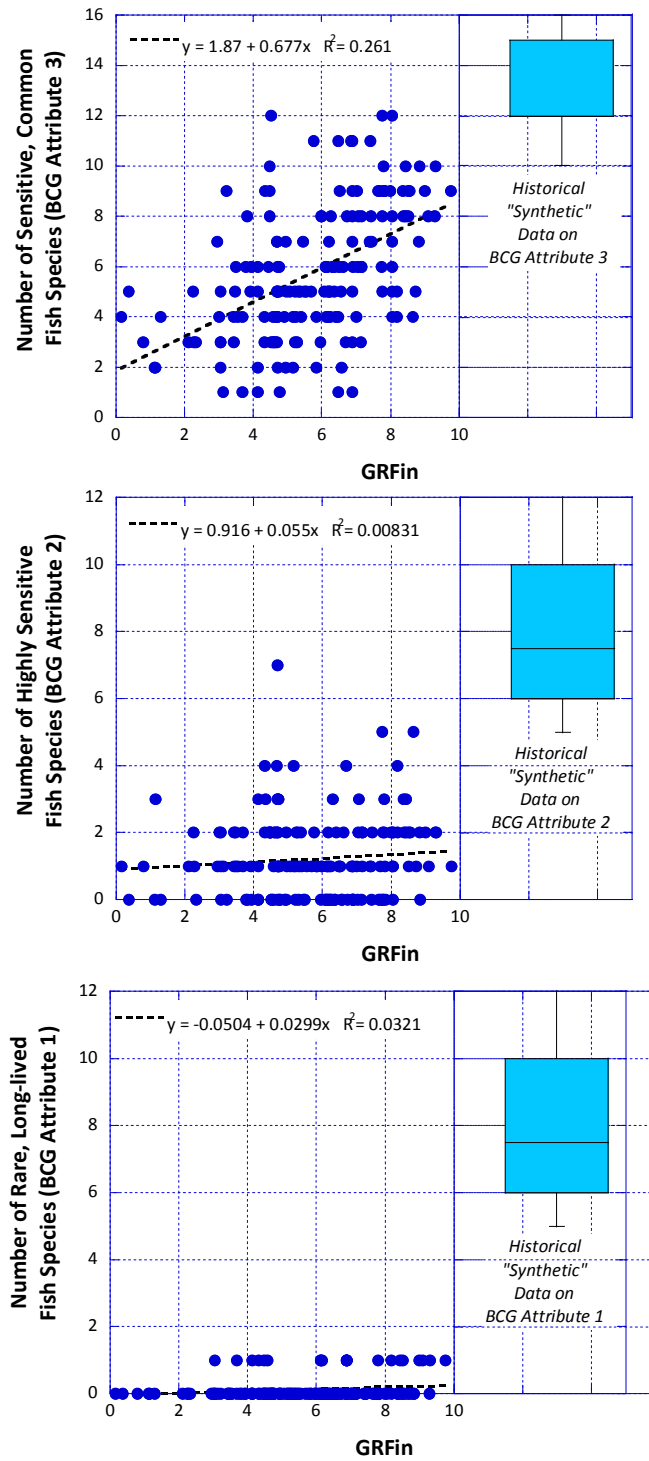 Number of Sensitive, Common
Fish Species (BCG Attribute 3)
16
14
12
10
8
6
4
2
0
y = 1.87 + 0.677x R² = 0.261
0 2 4 6 8 10
GRFin
Historical
"Synthetic"
Data on
BCG Attribute 3
Number of Highly Sensitive
Fish Species (BCG Attribute 2)
12
10
8
6
4
2
0
y = 0.916 + 0.055x R² = 0.00831
0 2 4 6 8 10
GRFin
Historical
"Synthetic"
Data on
BCG Attribute 2
Number of Rare, Long-lived
Fish Species (BCG Attribute 1)
12
10
8
6
4
2
0
y = -0.0504 + 0.0299x R² = 0.0321
0 2 4 6 8 10
GRFin
Historical
"Synthetic"
Data on
BCG Attribute 1